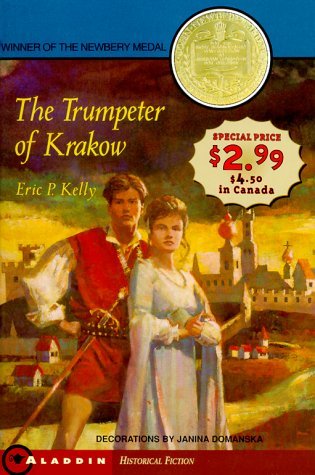 WINNER OF THE NEWBERY MEDAL
The Trumpeter
of Krakow
Eric P. Kelly
SPECIAL PRICE
$2.99
$4.50
in Canada
DECORATIONS BY JANINA DOMANSKA
ALADDIN HISTORICAL FICTION